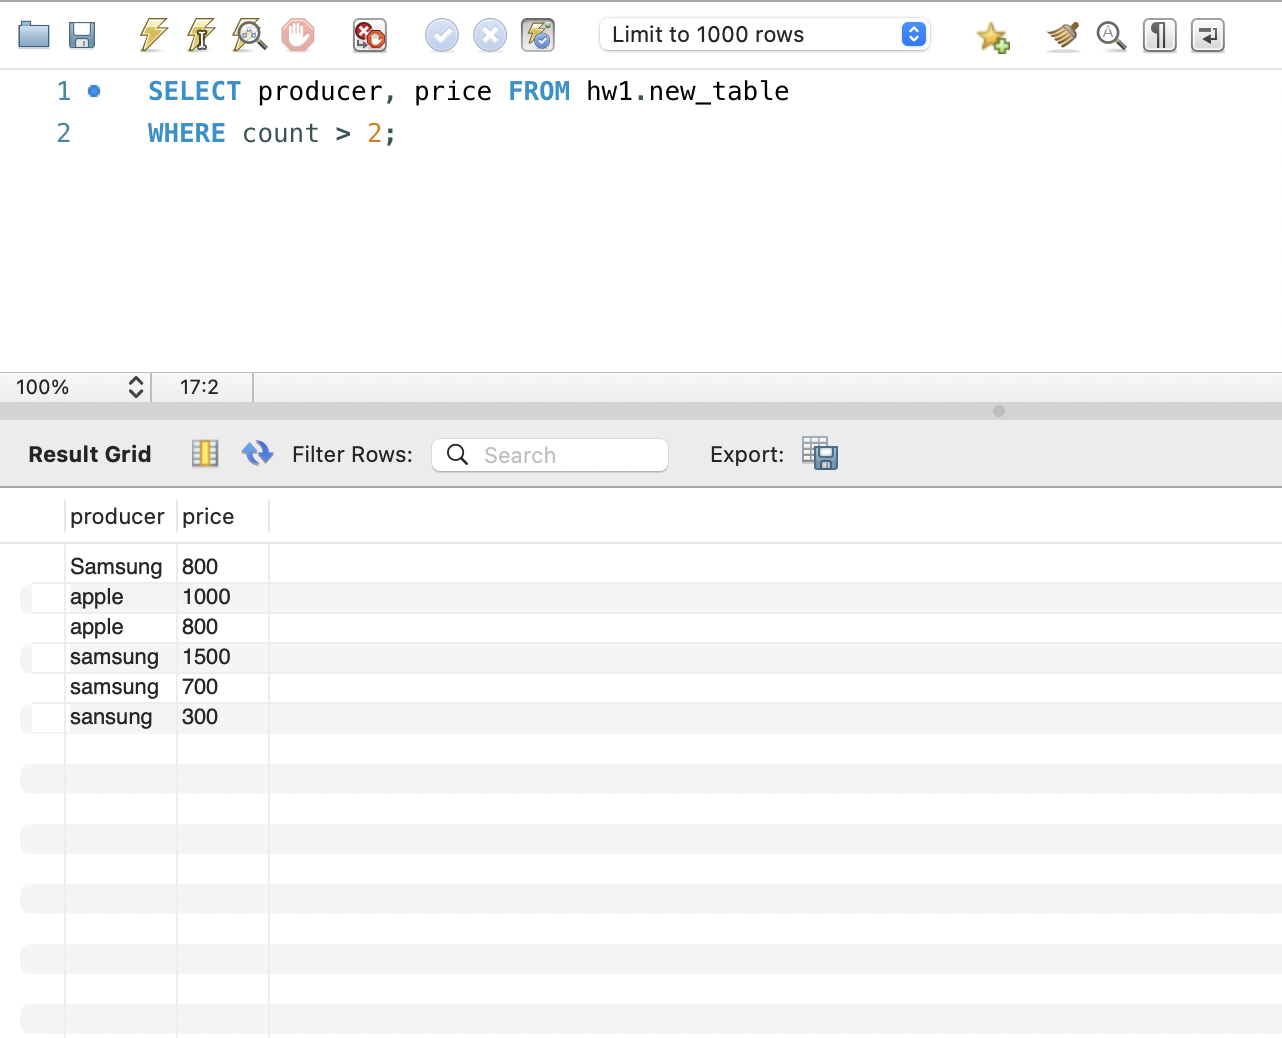 Limit to 1000 rows
1 SELECT producer, price FROM hw1.new_table
2 WHERE count > 2;
100% 17:2
Result Grid Filter Rows: Search Export:
producer price
Samsung 800
apple 1000
apple 800
samsung 1500
samsung 700
sansung 300